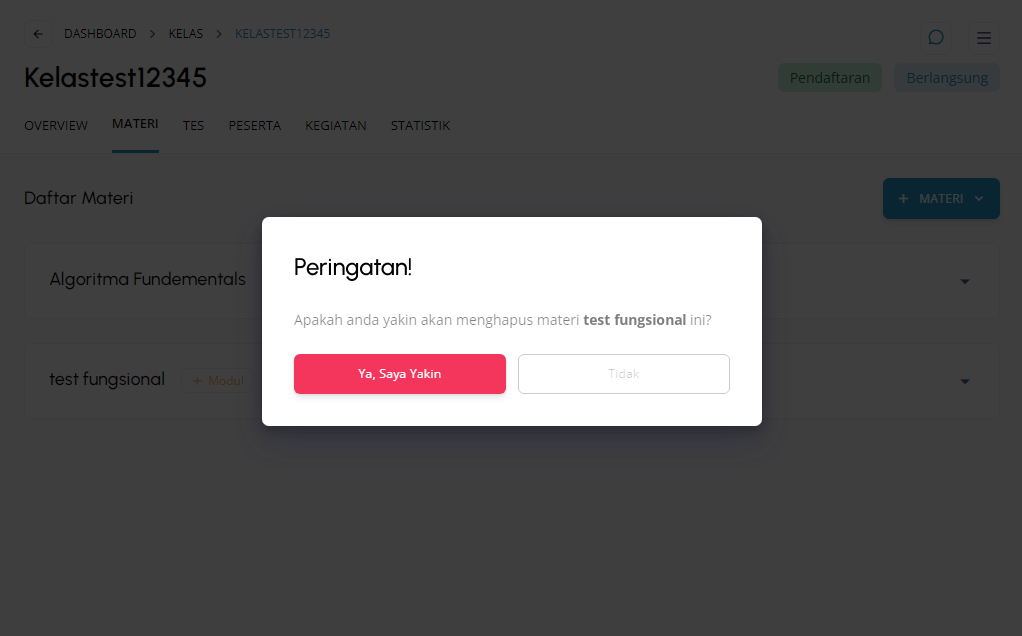 DASHBOARD > KELAS > KELASTEST12345
Kelastest12345
Pendaftaran
Berlangsung
OVERVIEW MATERI TES PESERTA KEGIATAN STATISTIK
Daftar Materi
+ MATERI
Algoritma Fundementals
Peringatan!
Apakah anda yakin akan menghapus materi test fungsional ini?
Ya, Saya Yakin
Tidak
test fungsional
+ Modul